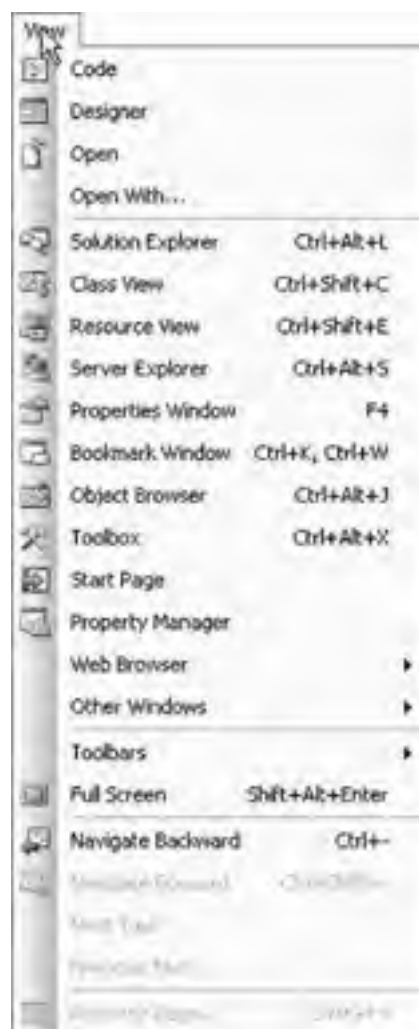 View
Code
Designer
Open
Open With...
Solution Explorer Ctrl+Alt+L
Class View Ctrl+Shift+C
Resource View Ctrl+Shift+E
Server Explorer Ctrl+Alt+S
Properties Window F4
Bookmark Window Ctrl+K, Ctrl+W
Object Browser Ctrl+Alt+J
Toolbox Ctrl+Alt+X
Start Page
Property Manager
Web Browser
Other Windows
Toolbars
Full Screen Shift+Alt+Enter
Navigate Backward Ctrl+-